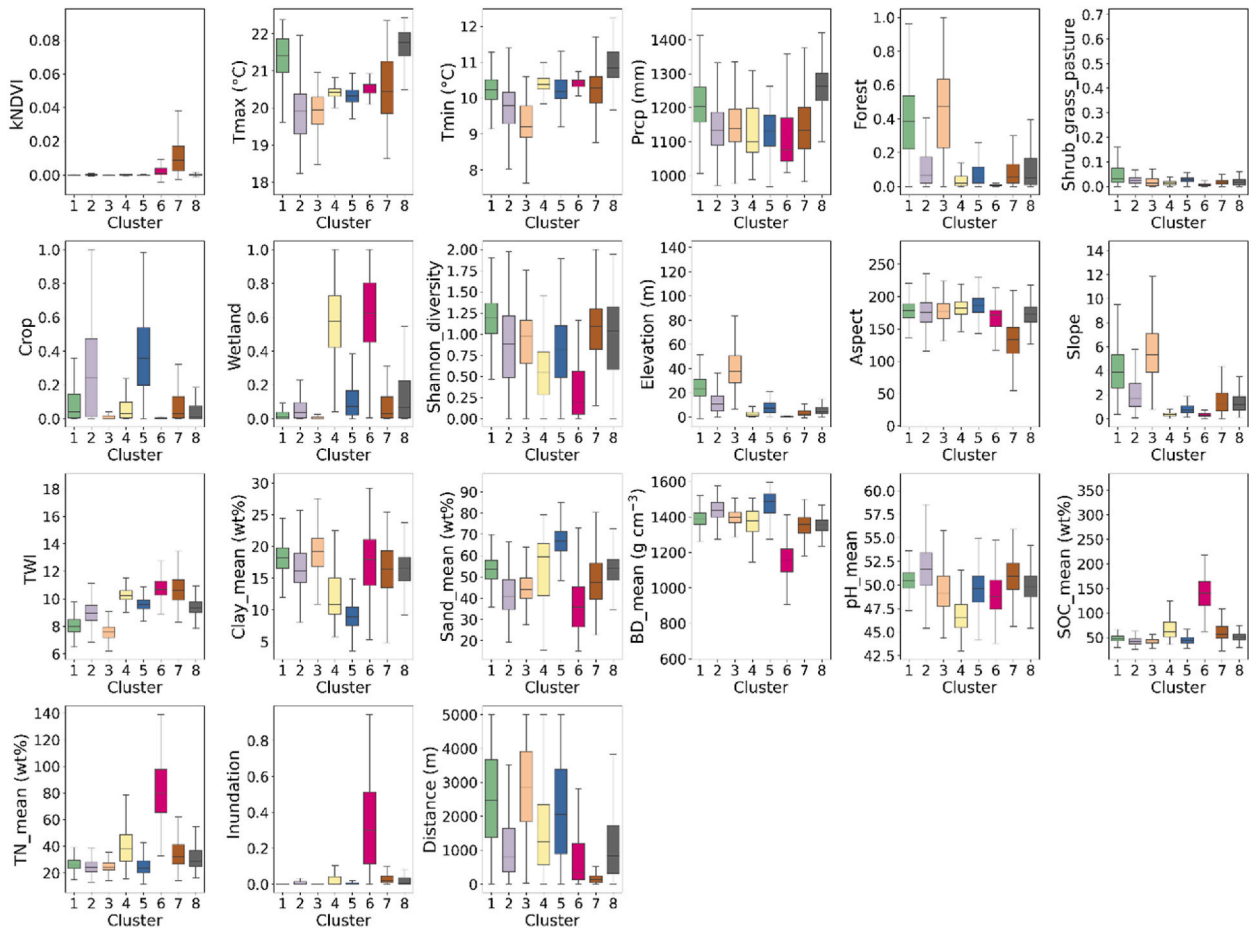 kNDVI
0.08
0.06
0.04
0.02
0.00
1 2 3 4 5 6 7 8
Cluster
Tmax (°C)
22
21
20
19
18
1 2 3 4 5 6 7 8
Cluster
Tmin (°C)
12
11
10
9
8
1 2 3 4 5 6 7 8
Cluster
Prcp (mm)
1400
1300
1200
1100
1000
1 2 3 4 5 6 7 8
Cluster
Forest
1.0
0.8
0.6
0.4
0.2
0.0
1 2 3 4 5 6 7 8
Cluster
Shrub_grass_pasture
0.7
0.6
0.5
0.4
0.3
0.2
0.1
0.0
1 2 3 4 5 6 7 8
Cluster
Crop
1.0
0.8
0.6
0.4
0.2
0.0
1 2 3 4 5 6 7 8
Cluster
Wetland
1.0
0.8
0.6
0.4
0.2
0.0
1 2 3 4 5 6 7 8
Cluster
Shannon_diversity
2.00
1.75
1.50
1.25
1.00
0.75
0.50
0.25
0.00
1 2 3 4 5 6 7 8
Cluster
Elevation (m)
140
120
100
80
60
40
20
0
1 2 3 4 5 6 7 8
Cluster
Aspect
250
200
150
100
50
1 2 3 4 5 6 7 8
Cluster
Slope
14
12
10
8
6
4
2
0
1 2 3 4 5 6 7 8
Cluster
TWI
18
16
14
12
10
8
6
1 2 3 4 5 6 7 8
Cluster
Clay_mean (wt%)
30
25
20
15
10
5
1 2 3 4 5 6 7 8
Cluster
Sand_mean (wt%)
90
80
70
60
50
40
30
20
1 2 3 4 5 6 7 8
Cluster
BD_mean (g cm⁻³)
1600
1400
1200
1000
800
600
1 2 3 4 5 6 7 8
Cluster
pH_mean
60.0
57.5
55.0
52.5
50.0
47.5
45.0
42.5
1 2 3 4 5 6 7 8
Cluster
SOC_mean (wt%)
350
300
250
200
150
100
50
1 2 3 4 5 6 7 8
Cluster
TN_mean (wt%)
140
120
100
80
60
40
20
1 2 3 4 5 6 7 8
Cluster
Inundation
0.8
0.6
0.4
0.2
0.0
1 2 3 4 5 6 7 8
Cluster
Distance (m)
5000
4000
3000
2000
1000
0
1 2 3 4 5 6 7 8
Cluster